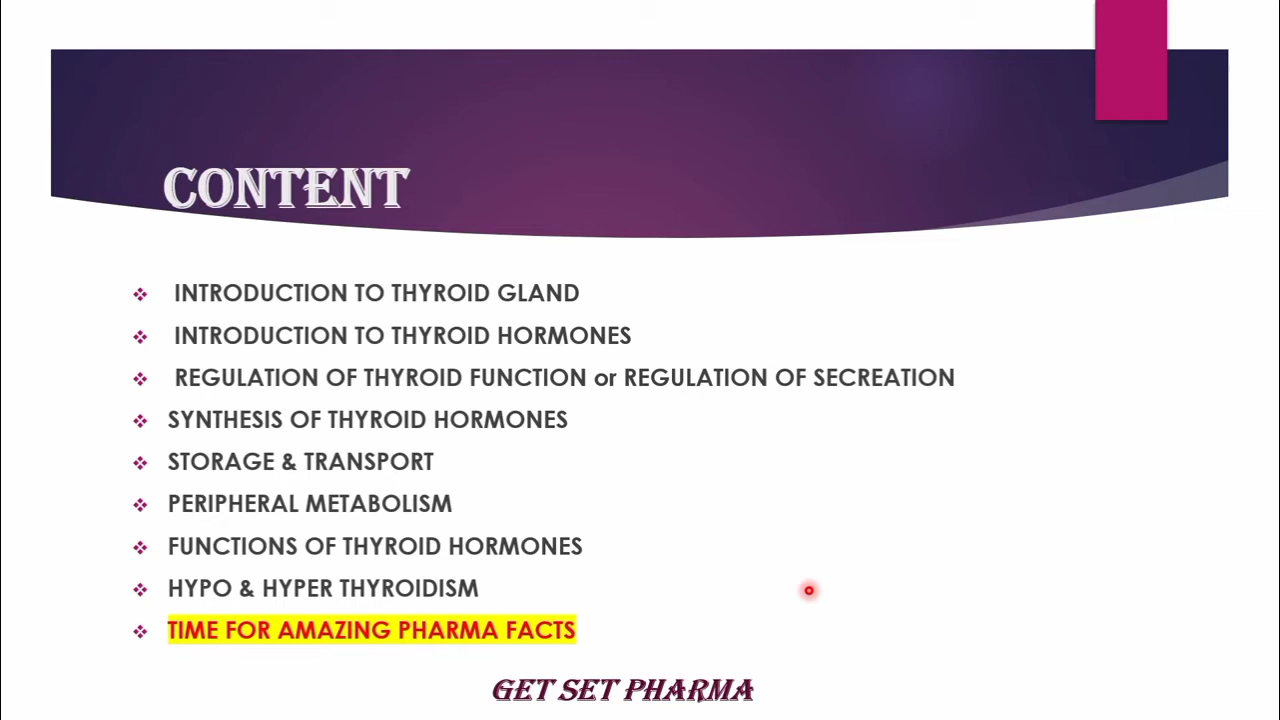 CONTENT
INTRODUCTION TO THYROID GLAND
INTRODUCTION TO THYROID HORMONES
REGULATION OF THYROID FUNCTION or REGULATION OF SECREATION
SYNTHESIS OF THYROID HORMONES
STORAGE & TRANSPORT
PERIPHERAL METABOLISM
FUNCTIONS OF THYROID HORMONES
HYPO & HYPER THYROIDISM
TIME FOR AMAZING PHARMA FACTS
GET SET PHARMA